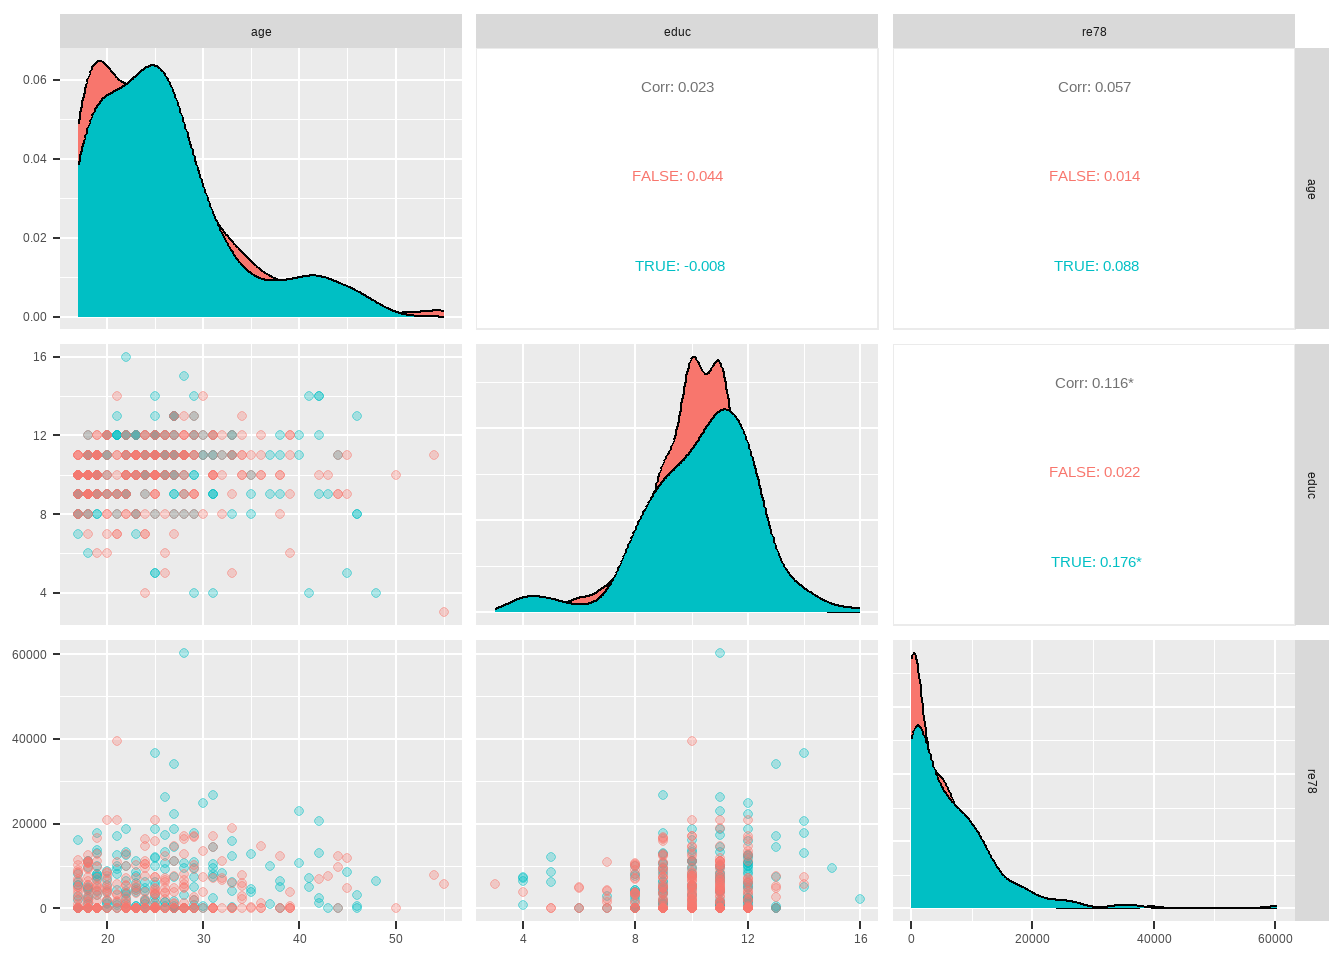 age educ re78
0.06
0.04
0.02
0.00
Corr: 0.023
FALSE: 0.044
TRUE: -0.008
Corr: 0.057
FALSE: 0.014
TRUE: 0.088
age
16
12
8
4
Corr: 0.116*
FALSE: 0.022
TRUE: 0.176*
educ
60000
40000
20000
0
re78
20 30 40 50
4 8 12 16
0 20000 40000 60000